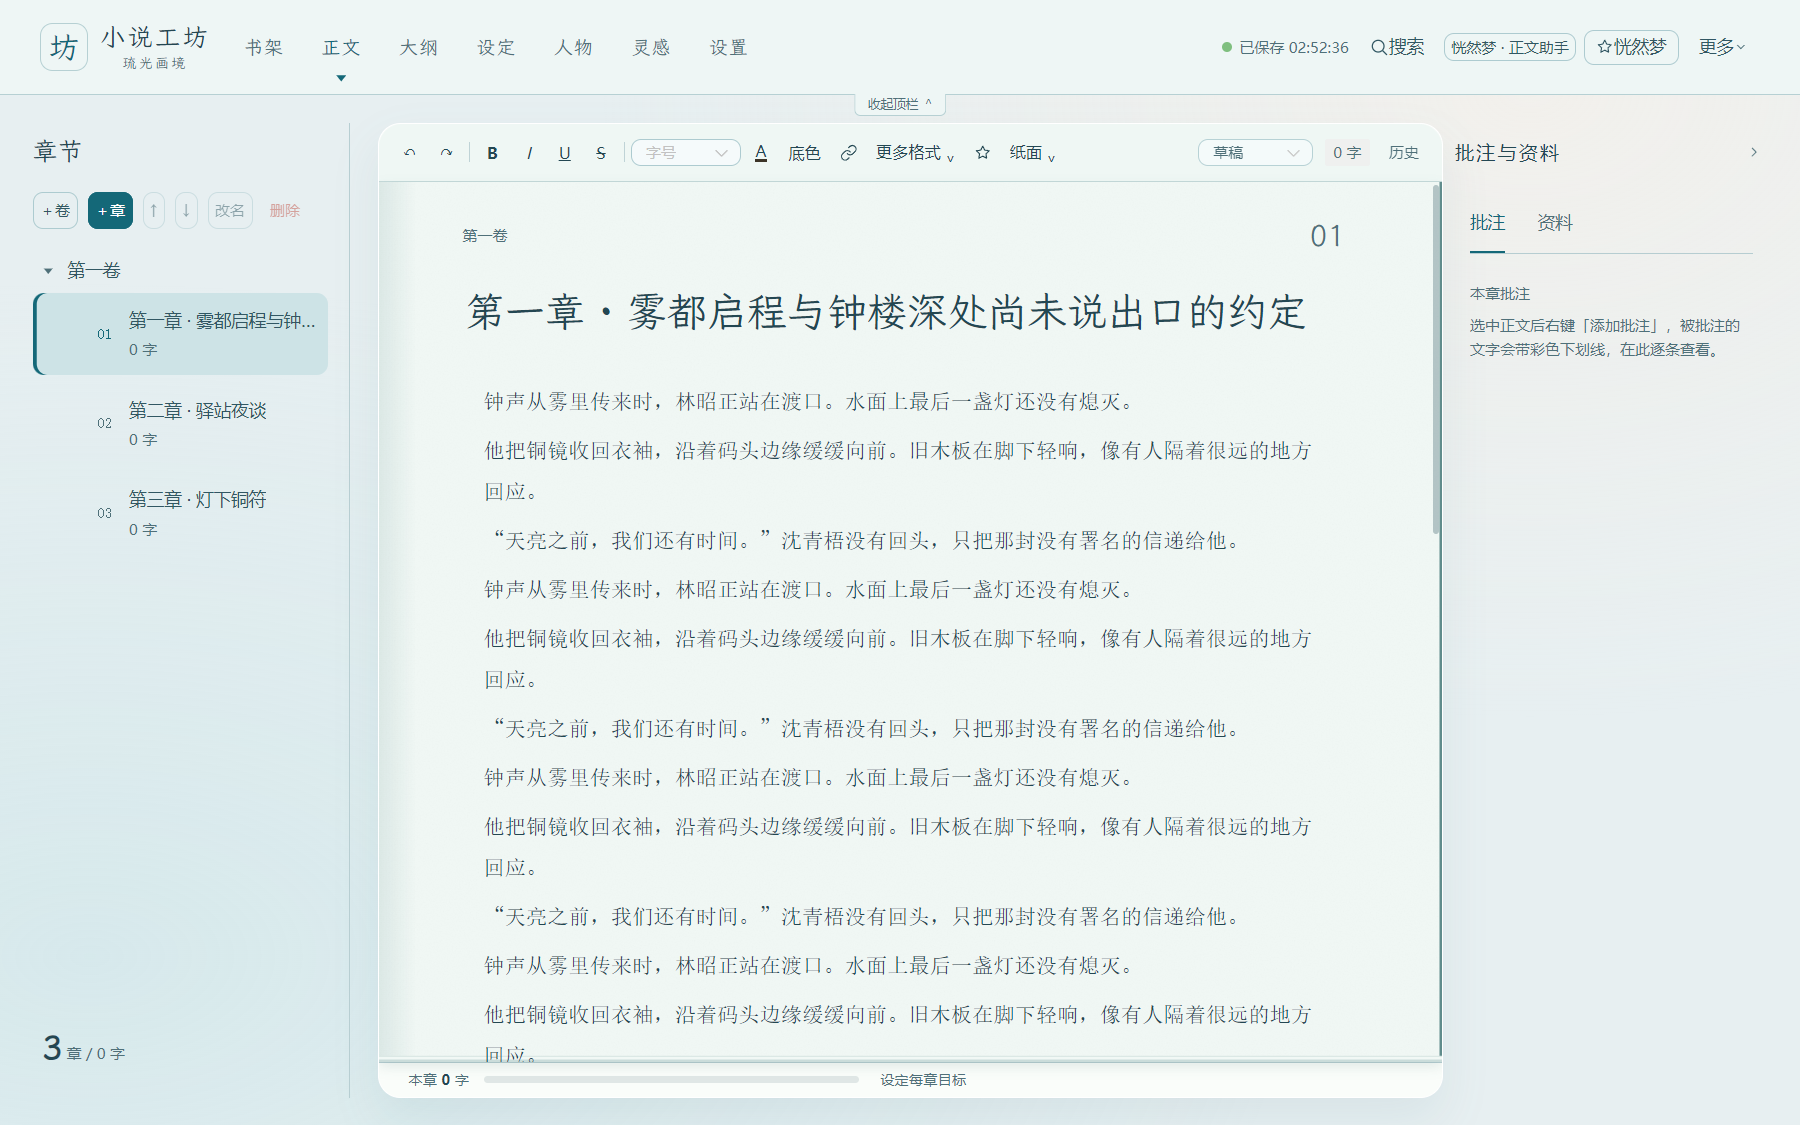 坊
小说工坊
琉光画境
书架 正文 大纲 设定 人物 灵感 设置
已保存 02:52:36 搜索 恍然梦 · 正文助手 恍然梦 更多
收起顶栏 ^
章节
+卷 +章 ↑ ↓ 改名 删除
第一卷
01 第一章 · 雾都启程与钟...
0 字
02 第二章 · 驿站夜谈
0 字
03 第三章 · 灯下铜符
0 字
3 章 / 0 字
B I U S 字号 A 底色 更多格式 纸面 草稿 0 字 历史
第一卷 01
第一章 · 雾都启程与钟楼深处尚未说出口的约定
钟声从雾里传来时，林昭正站在渡口。水面上最后一盏灯还没有熄灭。
他把铜镜收回衣袖，沿着码头边缘缓缓向前。旧木板在脚下轻响，像有人隔着很远的地方
回应。
“天亮之前，我们还有时间。”沈青梧没有回头，只把那封没有署名的信递给他。
钟声从雾里传来时，林昭正站在渡口。水面上最后一盏灯还没有熄灭。
他把铜镜收回衣袖，沿着码头边缘缓缓向前。旧木板在脚下轻响，像有人隔着很远的地方
回应。
“天亮之前，我们还有时间。”沈青梧没有回头，只把那封没有署名的信递给他。
钟声从雾里传来时，林昭正站在渡口。水面上最后一盏灯还没有熄灭。
他把铜镜收回衣袖，沿着码头边缘缓缓向前。旧木板在脚下轻响，像有人隔着很远的地方
回应。
“天亮之前，我们还有时间。”沈青梧没有回头，只把那封没有署名的信递给他。
钟声从雾里传来时，林昭正站在渡口。水面上最后一盏灯还没有熄灭。
他把铜镜收回衣袖，沿着码头边缘缓缓向前。旧木板在脚下轻响，像有人隔着很远的地方
回应。
本章 0 字 设定每章目标
批注与资料
批注 资料
本章批注
选中正文后右键「添加批注」，被批注的
文字会带彩色下划线，在此逐条查看。